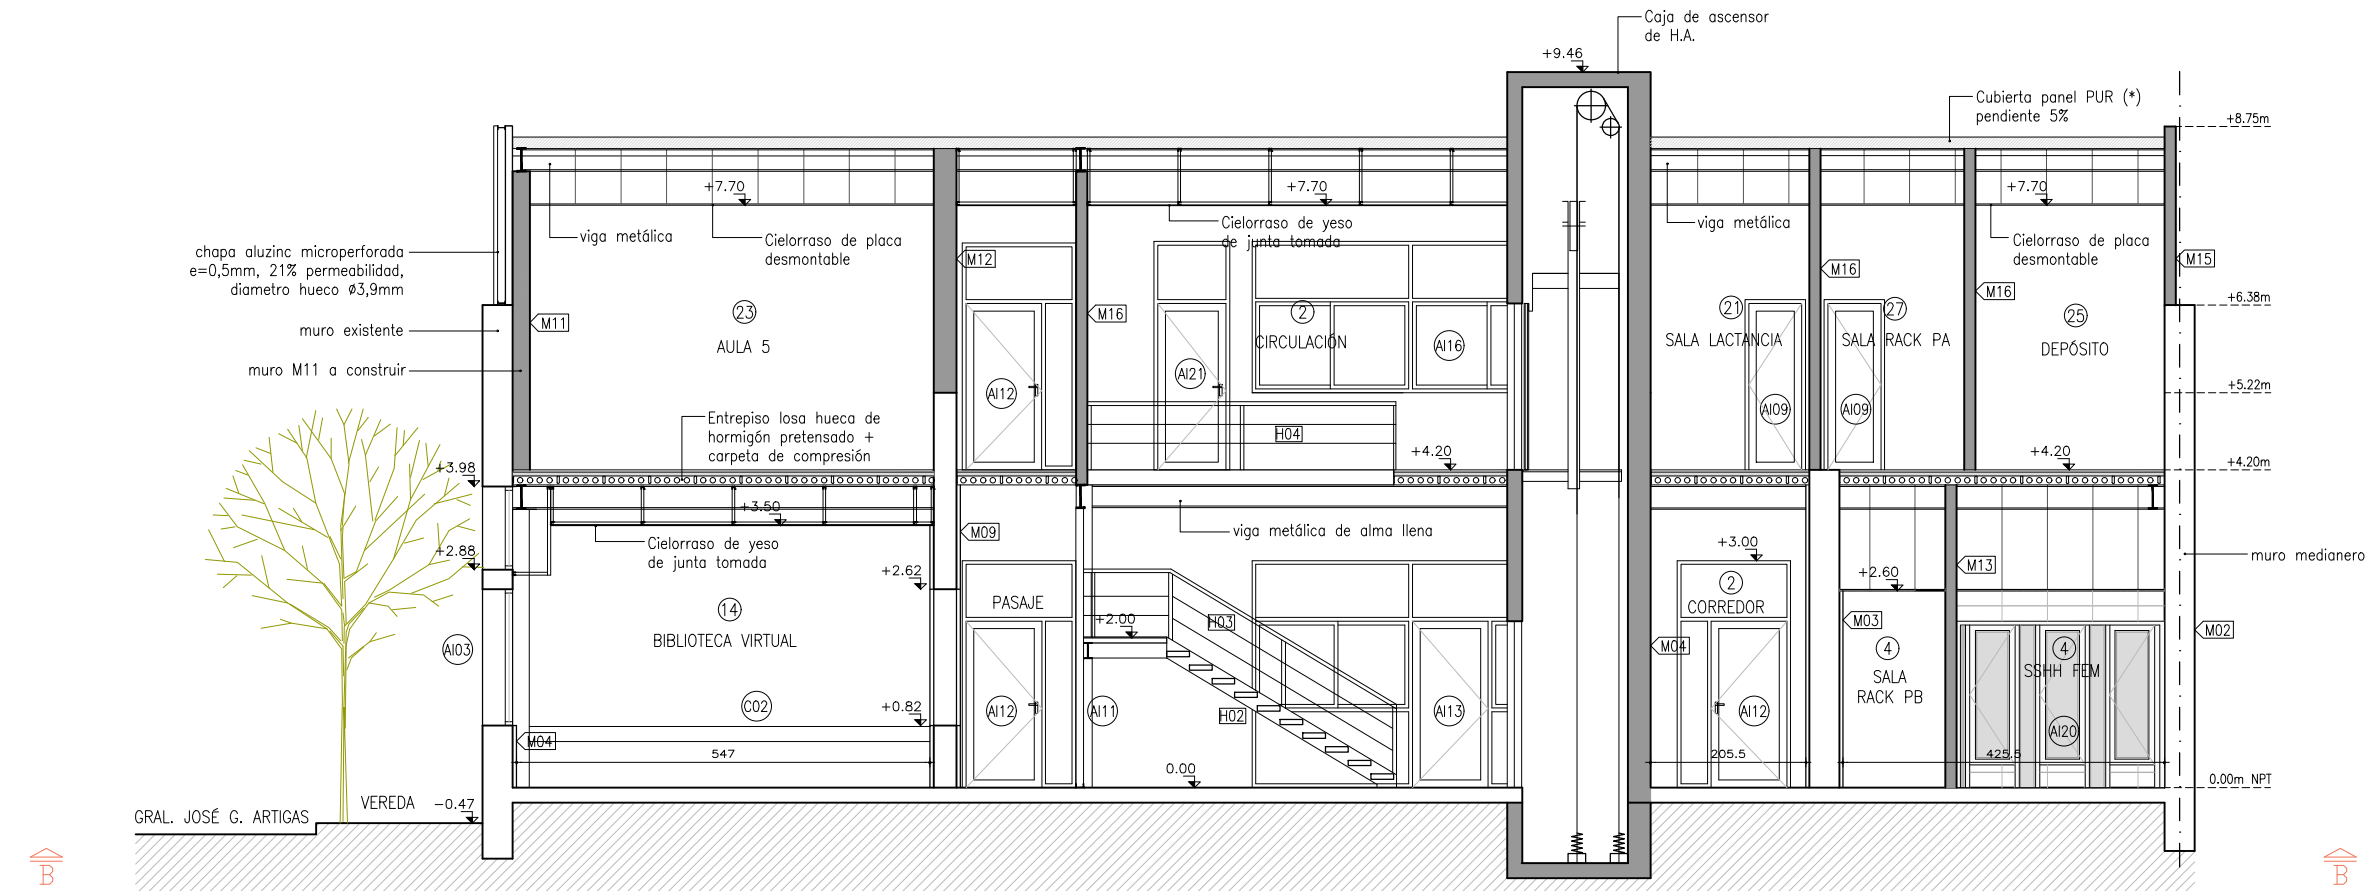 Caja de ascensor
de H.A.
+9.46
Cubierta panel PUR (*)
pendiente 5%
+8.75m
+7.70
+7.70
+7.70
viga metálica
Cielorraso de placa
desmontable
Cielorraso de yeso
de junta tomada
viga metálica
Cielorraso de placa
desmontable
chapa aluzinc microperforada
e=0,5mm, 21% permeabilidad,
diametro hueco ø3,9mm
M12
M16
M16
M15
+6.38m
muro existente
M11
23
AULA 5
M16
2
CIRCULACIÓN
AI16
21
SALA LACTANCIA
27
SALA RACK PA
25
DEPÓSITO
muro M11 a construir
AI12
AI21
AI09
AI09
+5.22m
Entrepiso losa hueca de
hormigón pretensado +
carpeta de compresión
H04
+4.20
+4.20
+4.20m
+3.98
+3.50
Cielorraso de yeso
de junta tomada
M09
viga metálica de alma llena
+3.00
muro medianero
+2.88
+2.62
+2.60
M13
14
BIBLIOTECA VIRTUAL
PASAJE
+2.00
H03
2
CORREDOR
M03
M02
AI03
M04
4
SALA
RACK PB
4
SSHH FEM
C02
+0.82
AI12
AI11
H02
AI13
AI12
AI20
M04
547
205.5
425.5
0.00
0.00m NPT
GRAL. JOSÉ G. ARTIGAS
VEREDA
-0.47
B
B